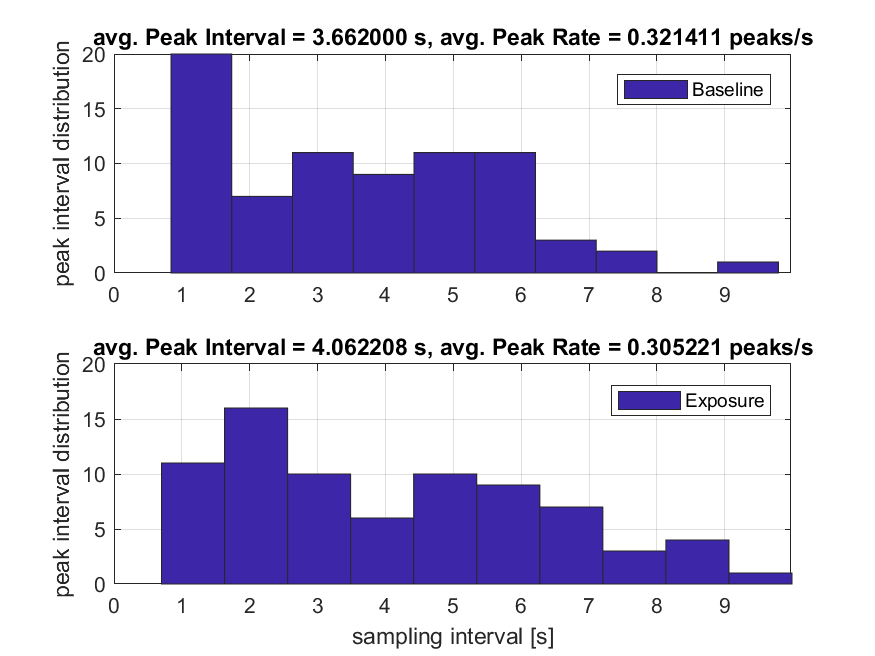 avg. Peak Interval = 3.662000 s, avg. Peak Rate = 0.321411 peaks/s
peak interval distribution
20
15
10
5
0
Baseline
0 1 2 3 4 5 6 7 8 9
avg. Peak Interval = 4.062208 s, avg. Peak Rate = 0.305221 peaks/s
peak interval distribution
20
15
10
5
0
Exposure
0 1 2 3 4 5 6 7 8 9
sampling interval [s]